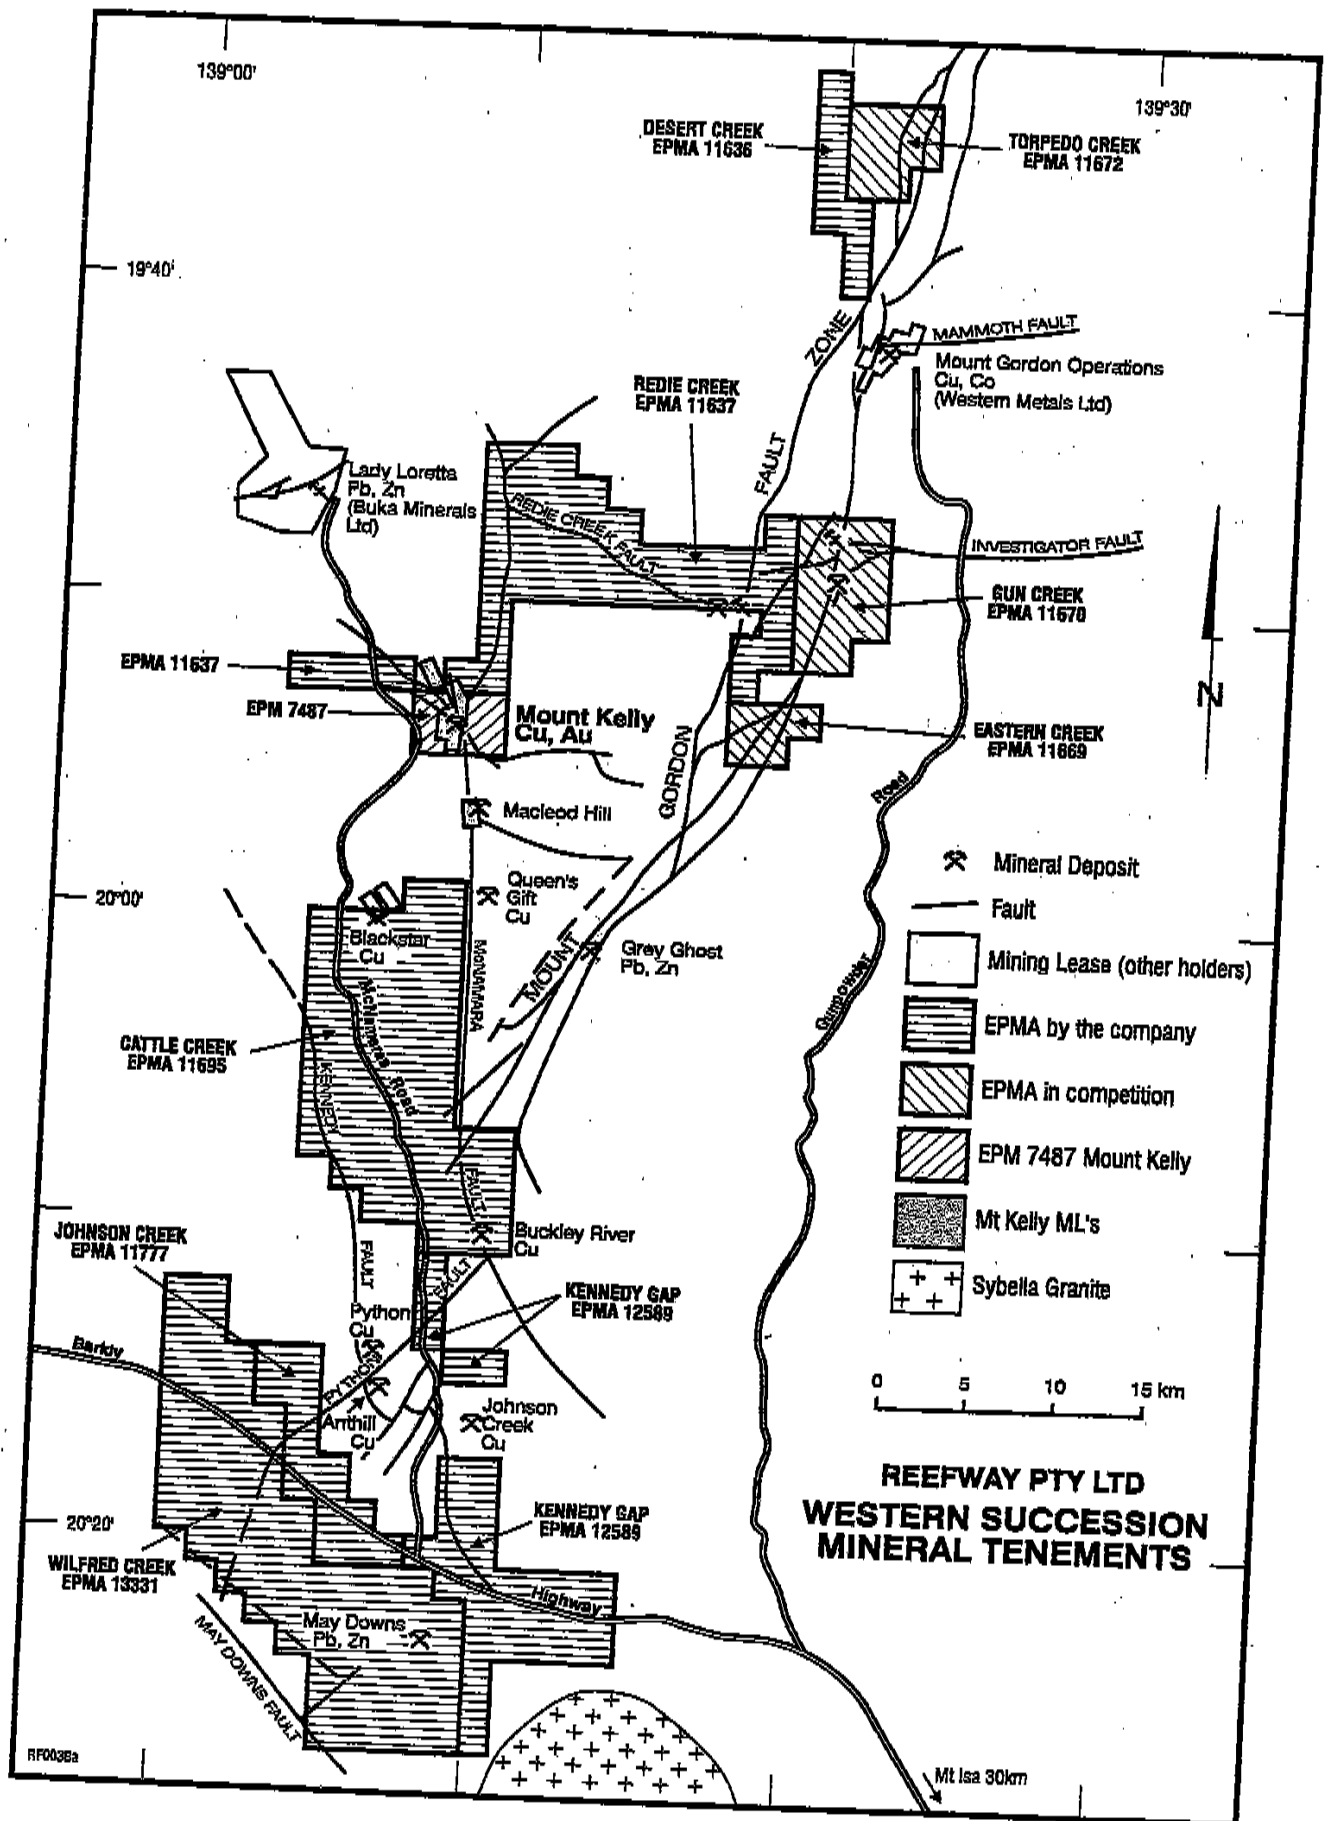 139°00'
139°30'
DESERT CREEK
EPMA 11636
TORPEDO CREEK
EPMA 11672
19°40'
ZONE
MAMMOTH FAULT
Mount Gordon Operations
Cu, Co
(Western Metals Ltd)
REDIE CREEK
EPMA 11637
FAULT
Lady Loretta
Pb, Zn
(Buka Minerals
Ltd)
REDIE CREEK FAULT
INVESTIGATOR FAULT
GUN CREEK
EPMA 11670
EPMA 11637
EPM 7487
Mount Kelly
Cu, Au
N
EASTERN CREEK
EPMA 11669
GORDON
Road
Macleod Hill
Mineral Deposit
Queen's
Gift
Cu
20°00'
Fault
Blackstar
Cu
McNAMARA
MOUNT
Grey Ghost
Pb, Zn
Mining Lease (other holders)
Gunpowder
McNamaras Road
EPMA by the company
CATTLE CREEK
EPMA 11695
KENNEDY
EPMA in competition
EPM 7487 Mount Kelly
FAULT
Mt Kelly ML's
JOHNSON CREEK
EPMA 11777
Buckley River
Cu
FAULT
FAULT
Sybella Granite
KENNEDY GAP
EPMA 12589
Python
Cu
Barkly
PYTHON
0 5 10 15 km
Anthill
Cu
Johnson
Creek
Cu
REEFWAY PTY LTD
WESTERN SUCCESSION
MINERAL TENEMENTS
20°20'
KENNEDY GAP
EPMA 12589
WILFRED CREEK
EPMA 13331
Highway
May Downs
Pb, Zn
MAY DOWNS FAULT
RF003Ba
Mt Isa 30km